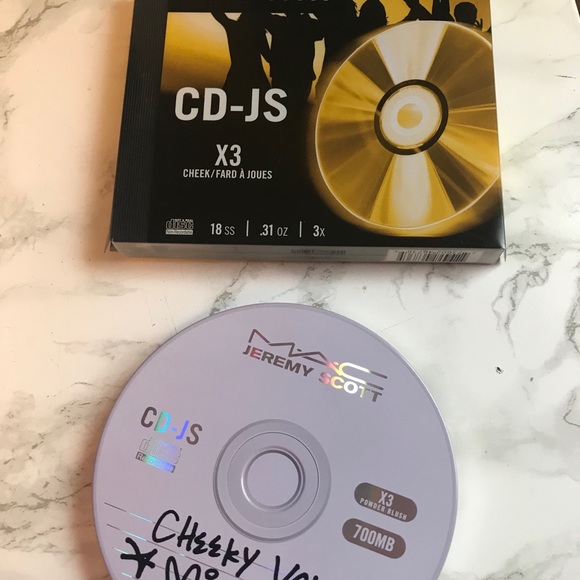 CD-JS
X3
CHEEK/FARD À JOUES
18 SS | .31 OZ | 3X
MAC
JEREMY SCOTT
CD-JS
X3
POWDER BLUSH
700MB
CHEEKY